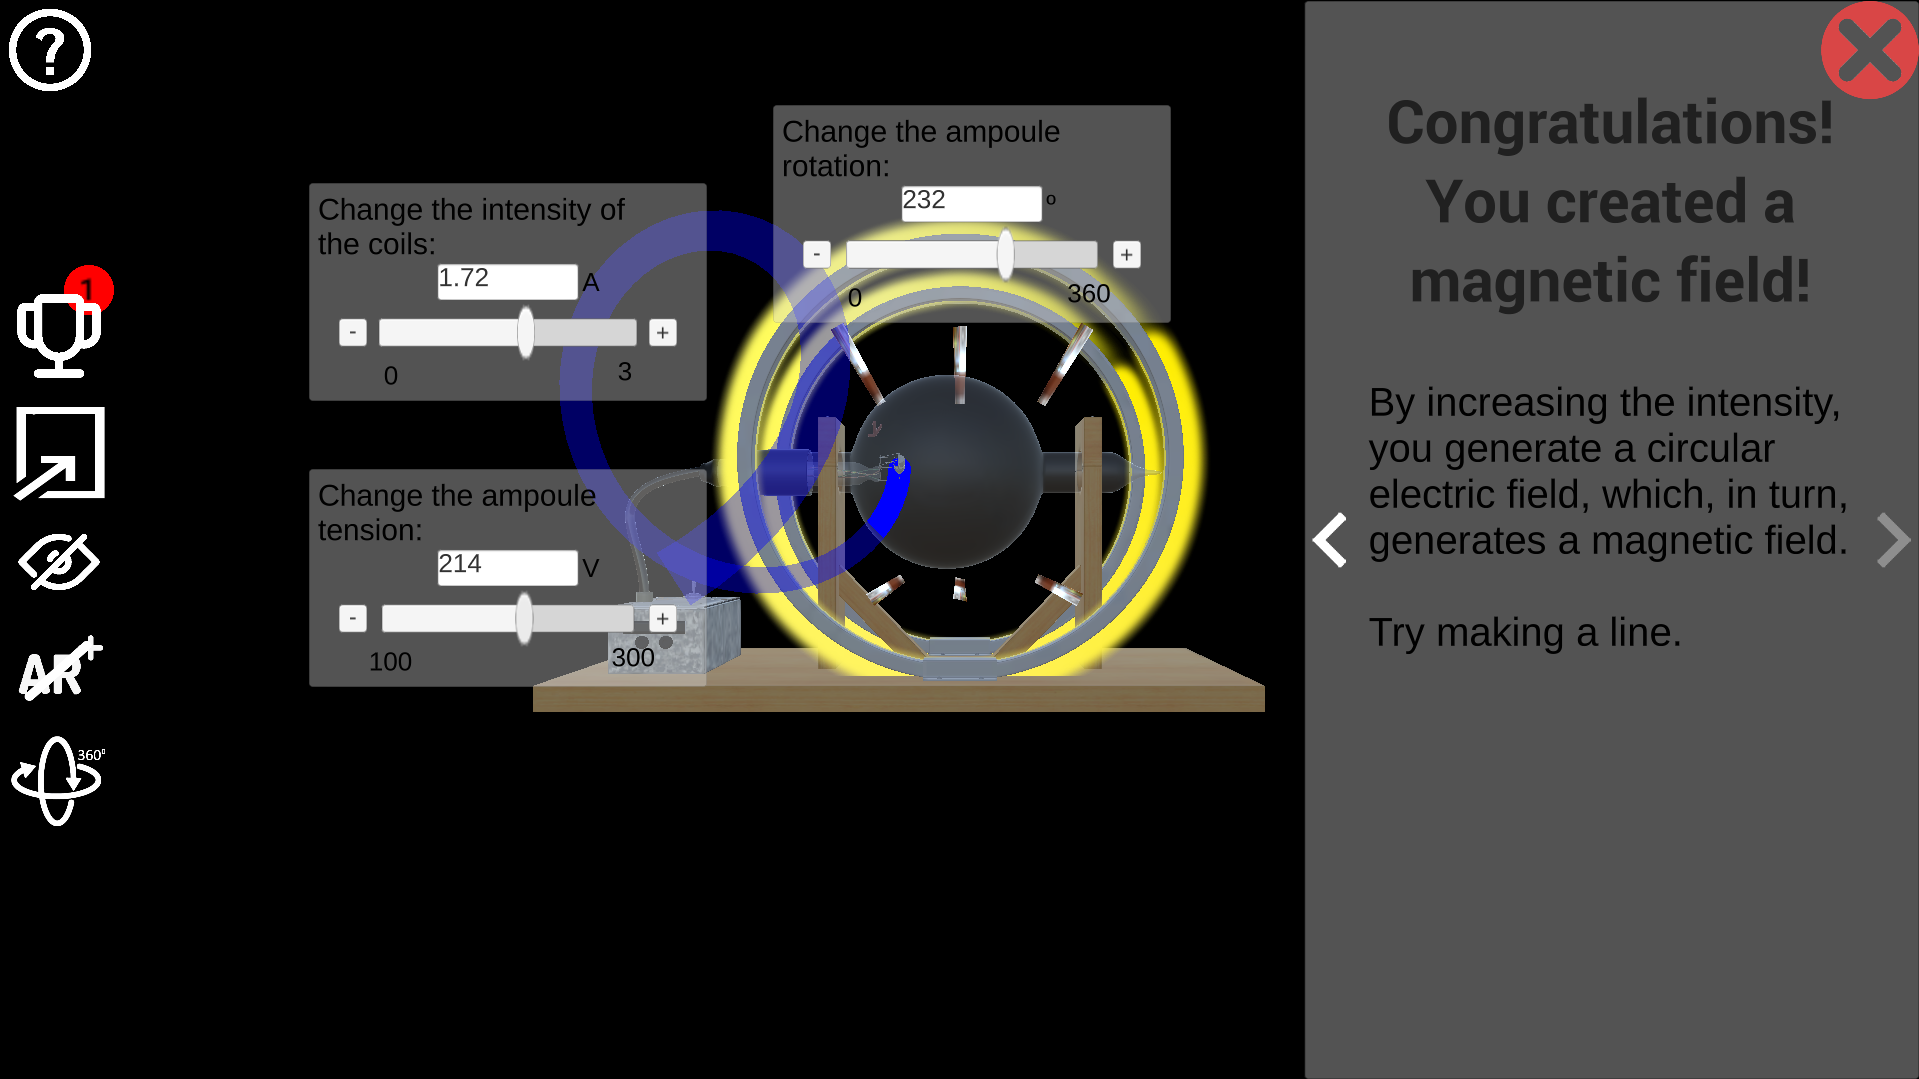 ?
1
AR+
360°
Change the intensity of
the coils:
1.72 A
- +
0 3
Change the ampoule
tension:
214 V
- +
100 300
Change the ampoule
rotation:
232 º
- +
0 360
Congratulations!
You created a
magnetic field!
By increasing the intensity,
you generate a circular
electric field, which, in turn,
generates a magnetic field.
Try making a line.